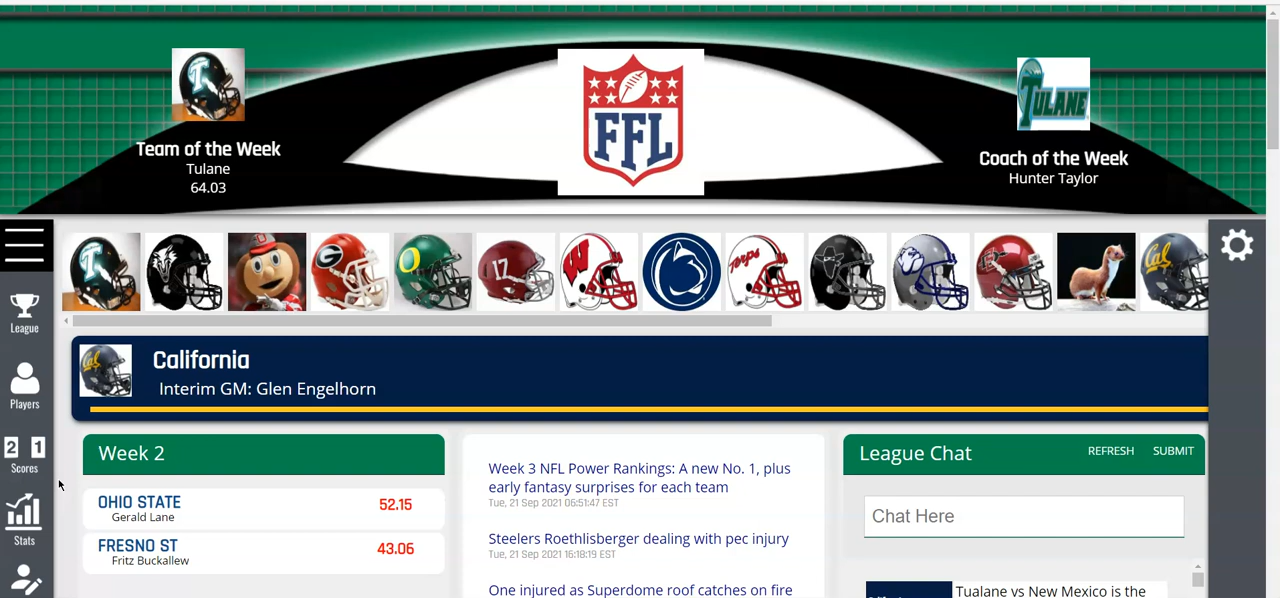 Team of the Week
Tulane
64.03
FFL
TULANE
Coach of the Week
Hunter Taylor
T
G
O
17
W
Terps
Cal
League
Players
2 1
Scores
Stats
California
Interim GM: Glen Engelhorn
Week 2
OHIO STATE
Gerald Lane
52.15
FRESNO ST
Fritz Buckallew
43.06
Week 3 NFL Power Rankings: A new No. 1, plus
early fantasy surprises for each team
Tue, 21 Sep 2021 06:51:47 EST
Steelers Roethlisberger dealing with pec injury
Tue, 21 Sep 2021 16:18:19 EST
One injured as Superdome roof catches on fire
League Chat
REFRESH
SUBMIT
Chat Here
Tualane vs New Mexico is the